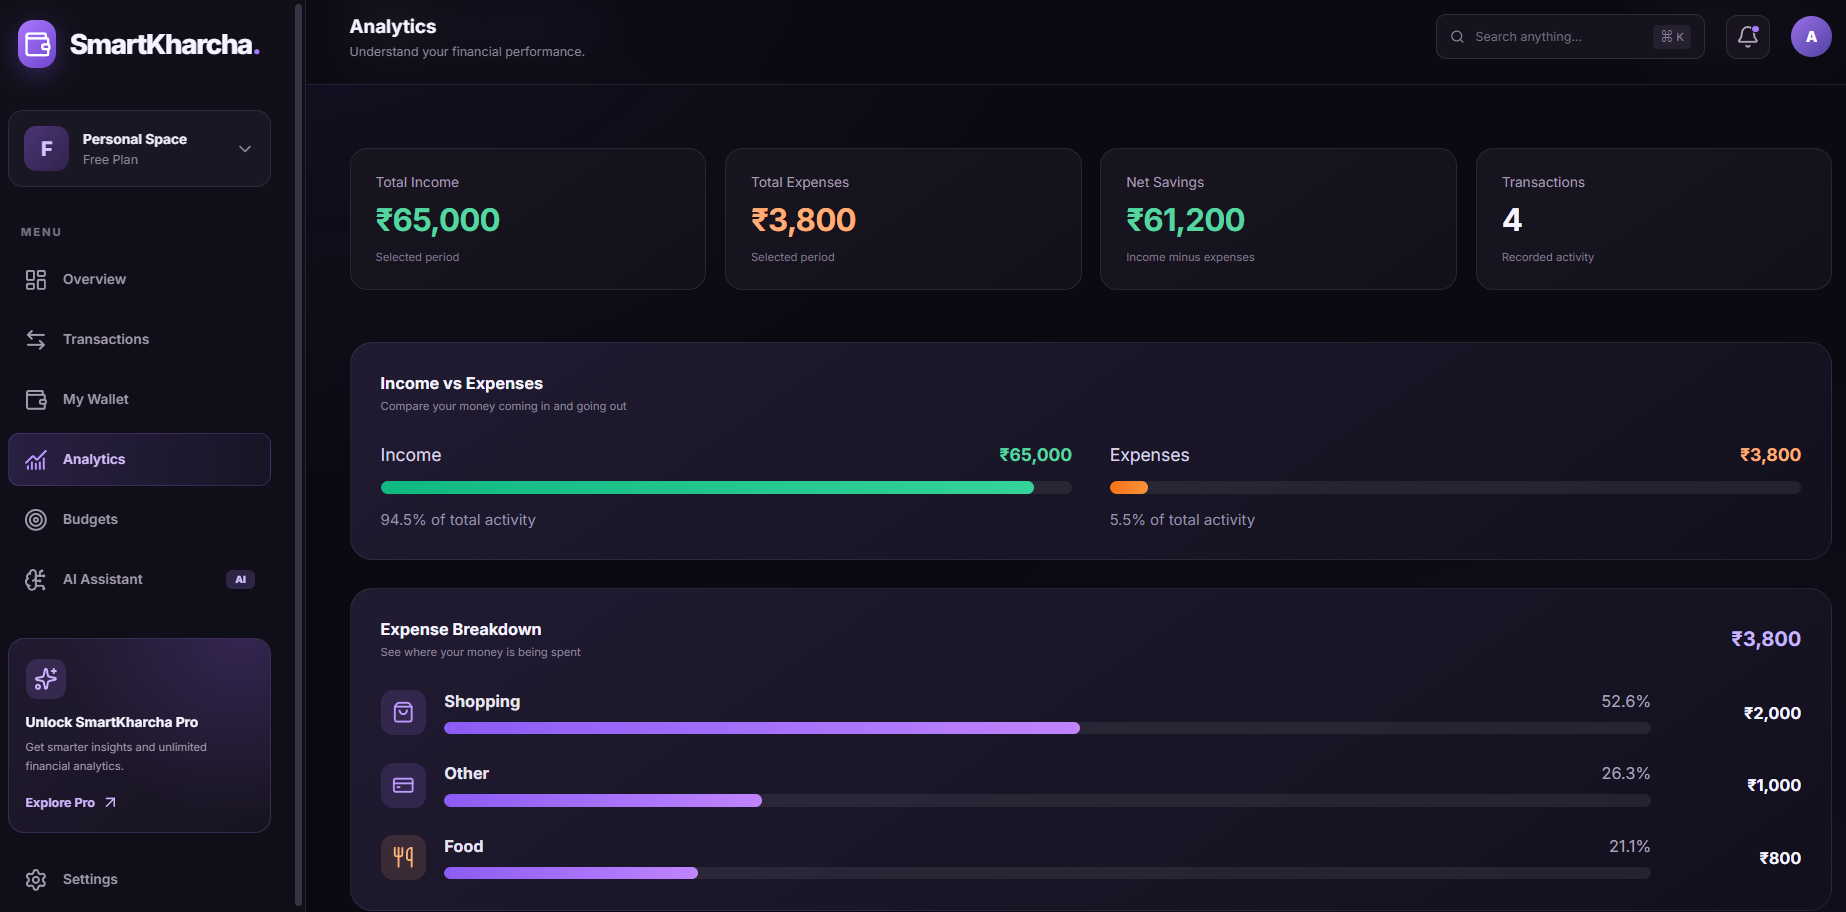 SmartKharcha.
F
Personal Space
Free Plan
MENU
Overview
Transactions
My Wallet
Analytics
Budgets
AI Assistant
AI
Unlock SmartKharcha Pro
Get smarter insights and unlimited
financial analytics.
Explore Pro
Settings
Analytics
Understand your financial performance.
Search anything...
⌘ K
A
Total Income
₹65,000
Selected period
Total Expenses
₹3,800
Selected period
Net Savings
₹61,200
Income minus expenses
Transactions
4
Recorded activity
Income vs Expenses
Compare your money coming in and going out
Income ₹65,000
94.5% of total activity
Expenses ₹3,800
5.5% of total activity
Expense Breakdown
See where your money is being spent
₹3,800
Shopping 52.6% ₹2,000
Other 26.3% ₹1,000
Food 21.1% ₹800